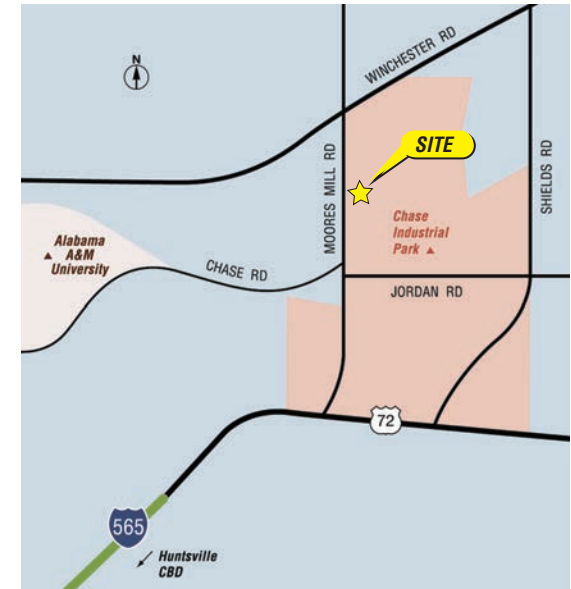 N
WINCHESTER RD
SITE
MOORES MILL RD
SHIELDS RD
Chase
Industrial
Park
Alabama
A&M
University
CHASE RD
JORDAN RD
72
565
Huntsville
CBD